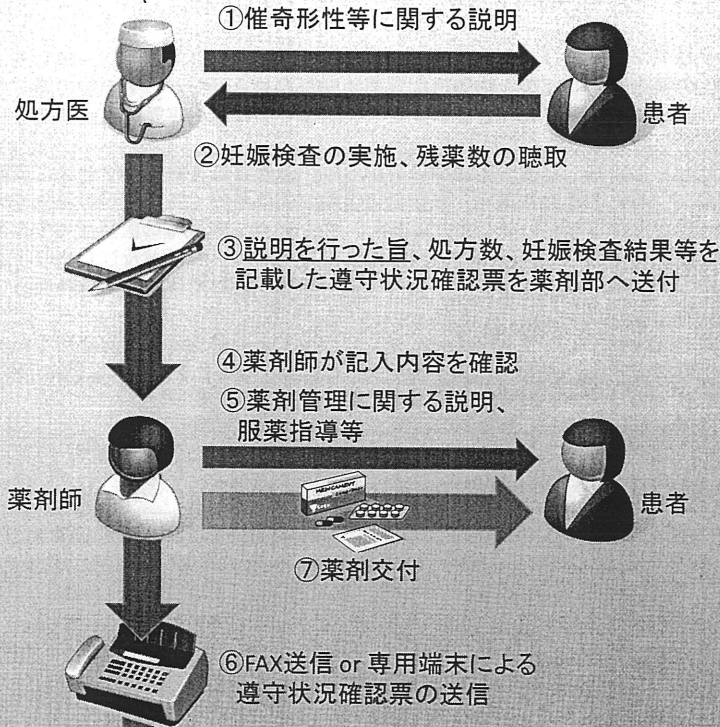 ①催奇形性等に関する説明
処方医
患者
②妊娠検査の実施、残薬数の聴取
③説明を行った旨、処方数、妊娠検査結果等を
記載した遵守状況確認票を薬剤部へ送付
④薬剤師が記入内容を確認
⑤薬剤管理に関する説明、
服薬指導等
薬剤師
MEDICAMENT
患者
⑦薬剤交付
⑥FAX送信 or 専用端末による
遵守状況確認票の送信